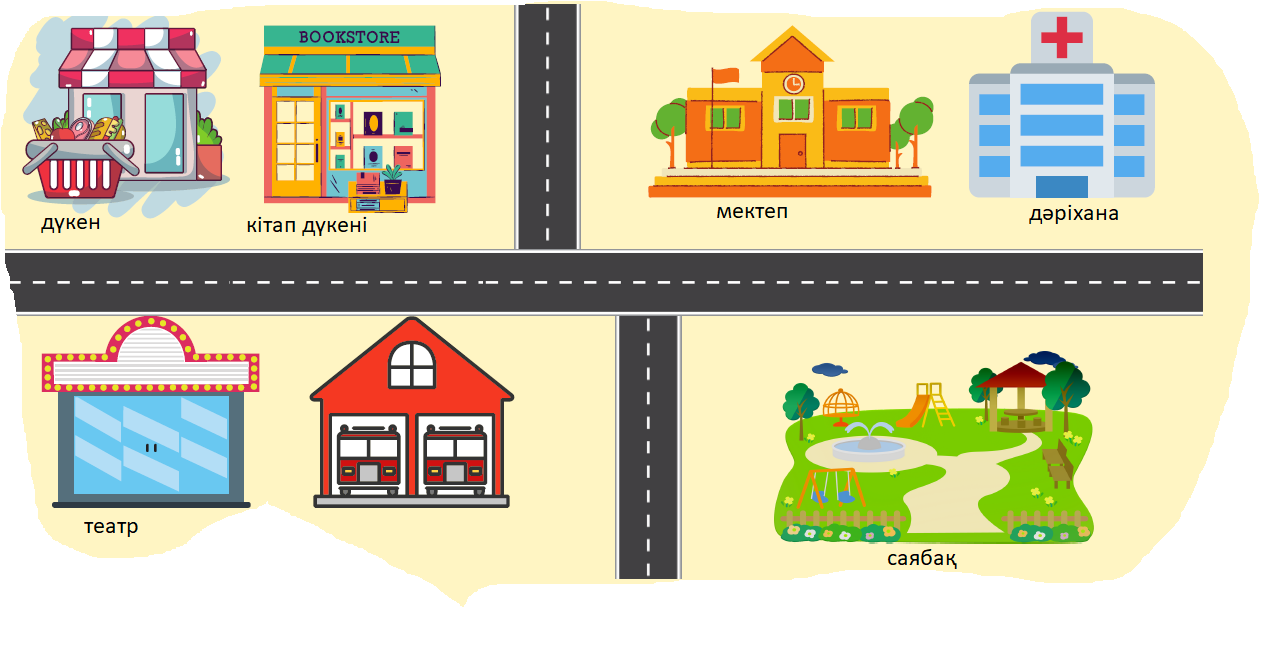 BOOKSTORE
дүкен
кітап дүкені
мектеп
дәріхана
театр
саябақ